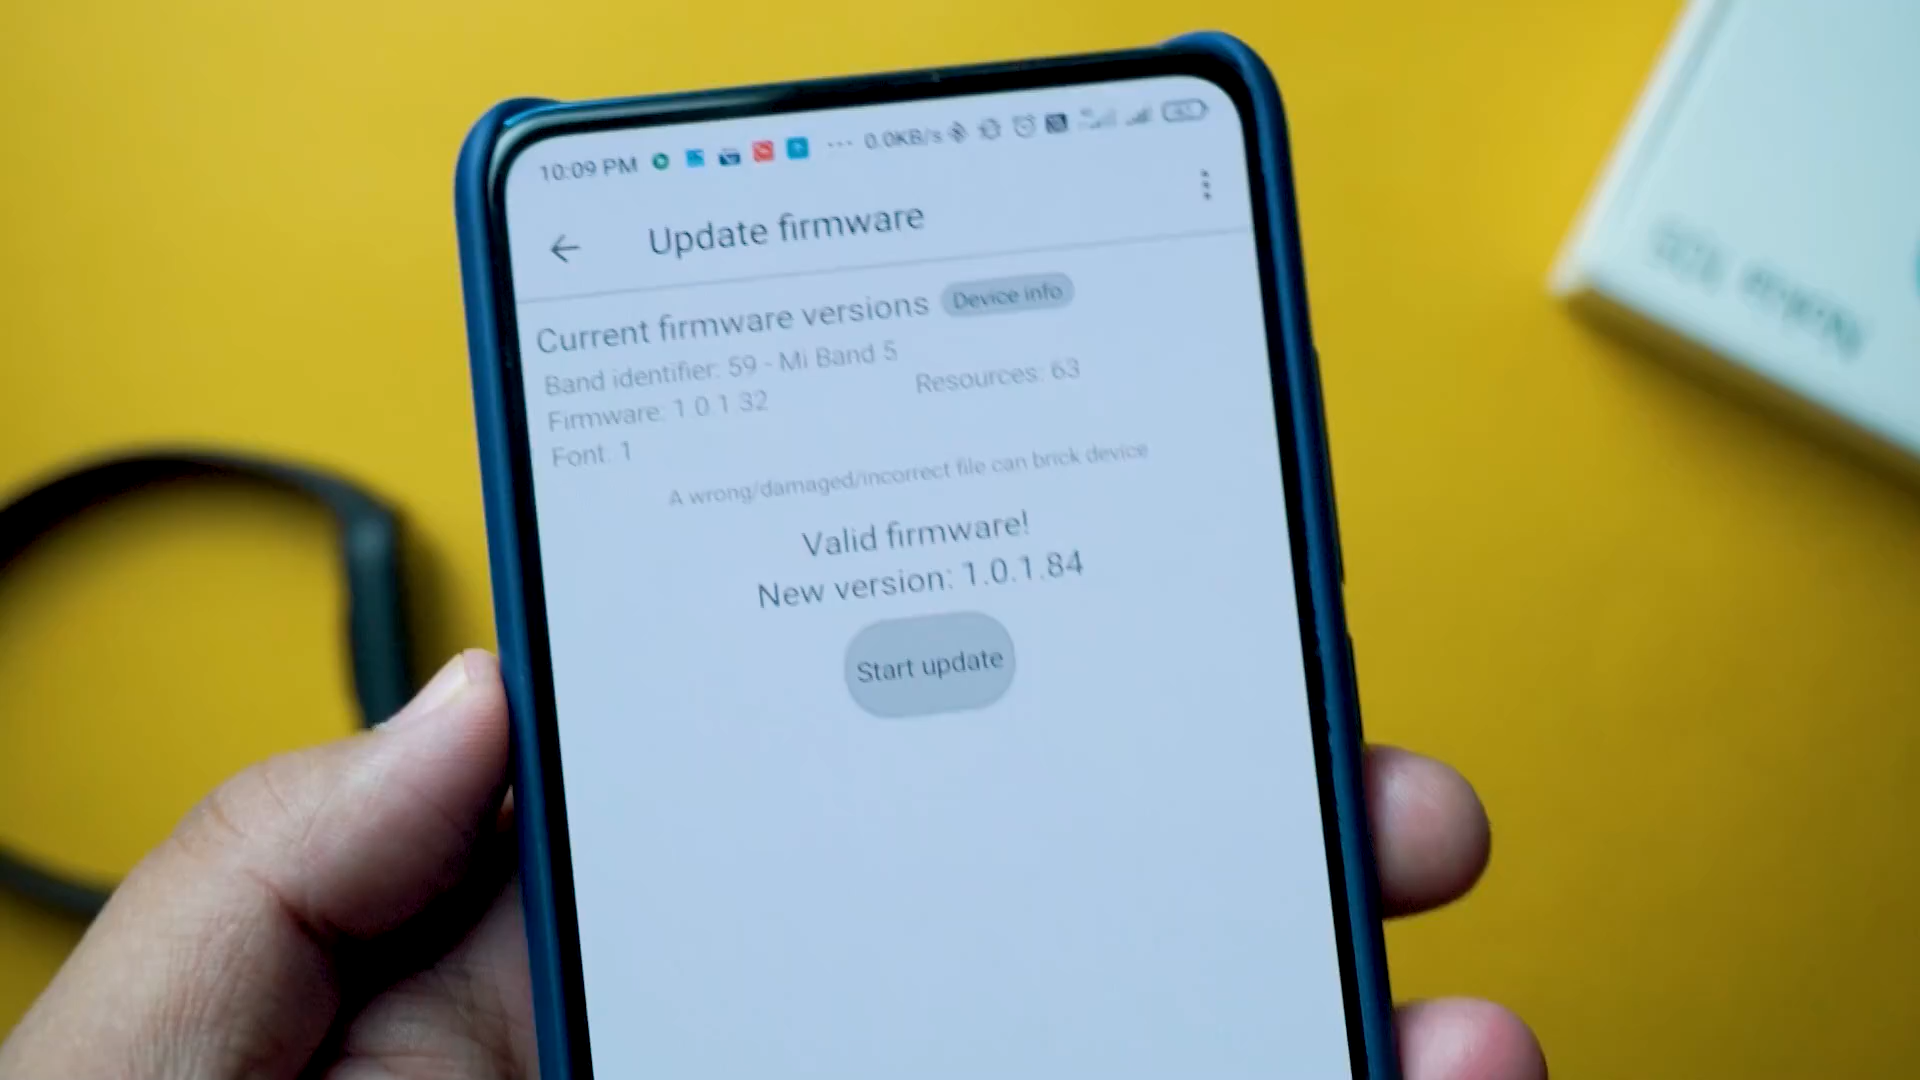 10:09 PM
0.0KB/s
Update firmware
Current firmware versions
Device info
Band identifier: 59 - Mi Band 5
Firmware: 1.0.1.32
Resources: 63
Font: 1
A wrong/damaged/incorrect file can brick device
Valid firmware!
New version: 1.0.1.84
Start update